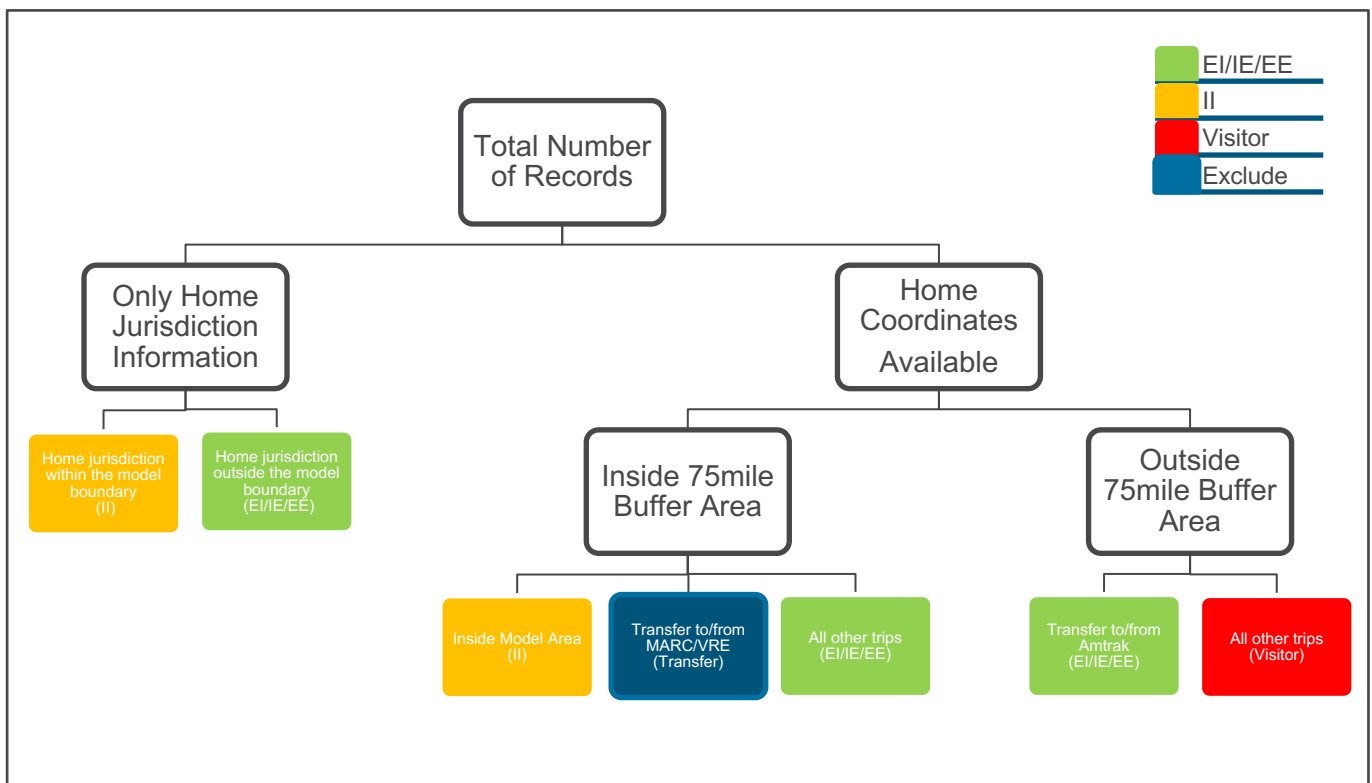 EI/IE/EE
II
Visitor
Exclude
Total Number
of Records
Only Home
Jurisdiction
Information
Home
Coordinates
Available
Home jurisdiction
within the model
boundary
(II)
Home jurisdiction
outside the model
boundary
(EI/IE/EE)
Inside 75mile
Buffer Area
Outside
75mile Buffer
Area
Inside Model Area
(II)
Transfer to/from
MARC/VRE
(Transfer)
All other trips
(EI/IE/EE)
Transfer to/from
Amtrak
(EI/IE/EE)
All other trips
(Visitor)